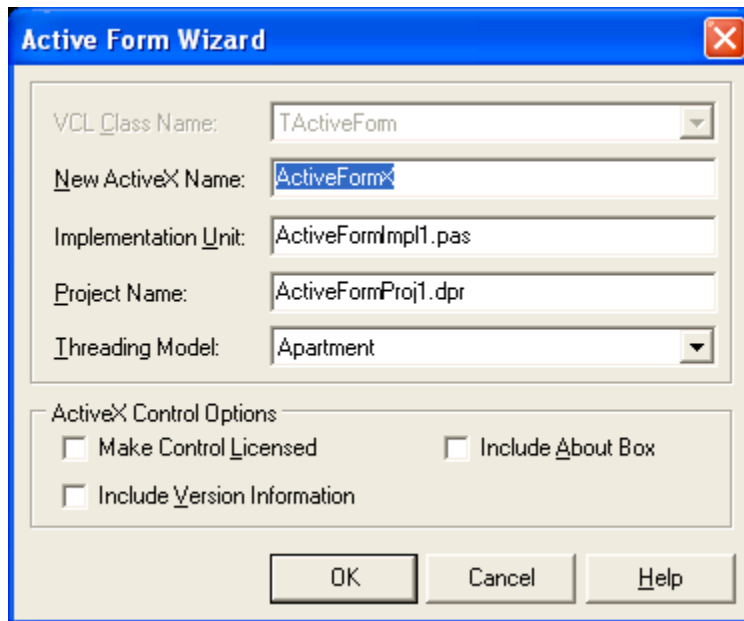 Active Form Wizard
VCL Class Name: TActiveForm
New ActiveX Name: ActiveFormX
Implementation Unit: ActiveFormImpl1.pas
Project Name: ActiveFormProj1.dpr
Threading Model: Apartment
ActiveX Control Options
Make Control Licensed Include About Box
Include Version Information
OK Cancel Help